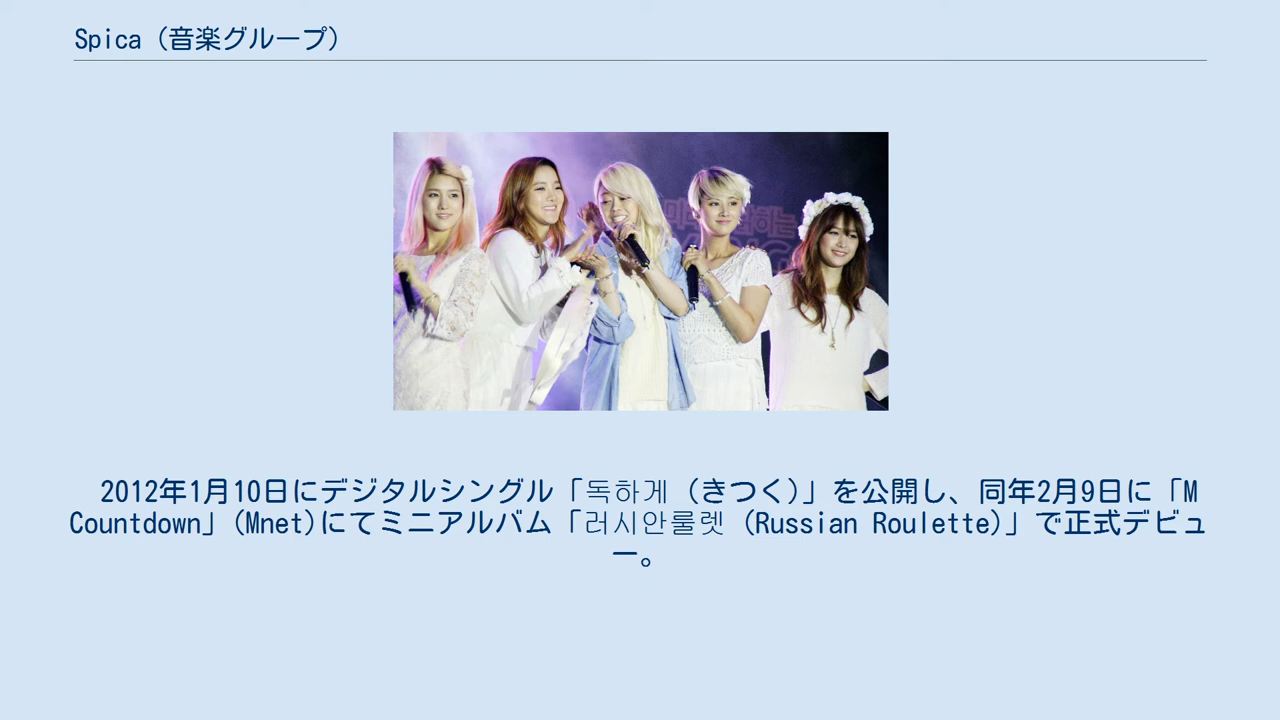 Spica（音楽グループ）
2012年1月10日にデジタルシングル「독하게 (きつく)」を公開し、同年2月9日に「M
Countdown」(Mnet)にてミニアルバム「러시안룰렛 (Russian Roulette)」で正式デビュ
ー。